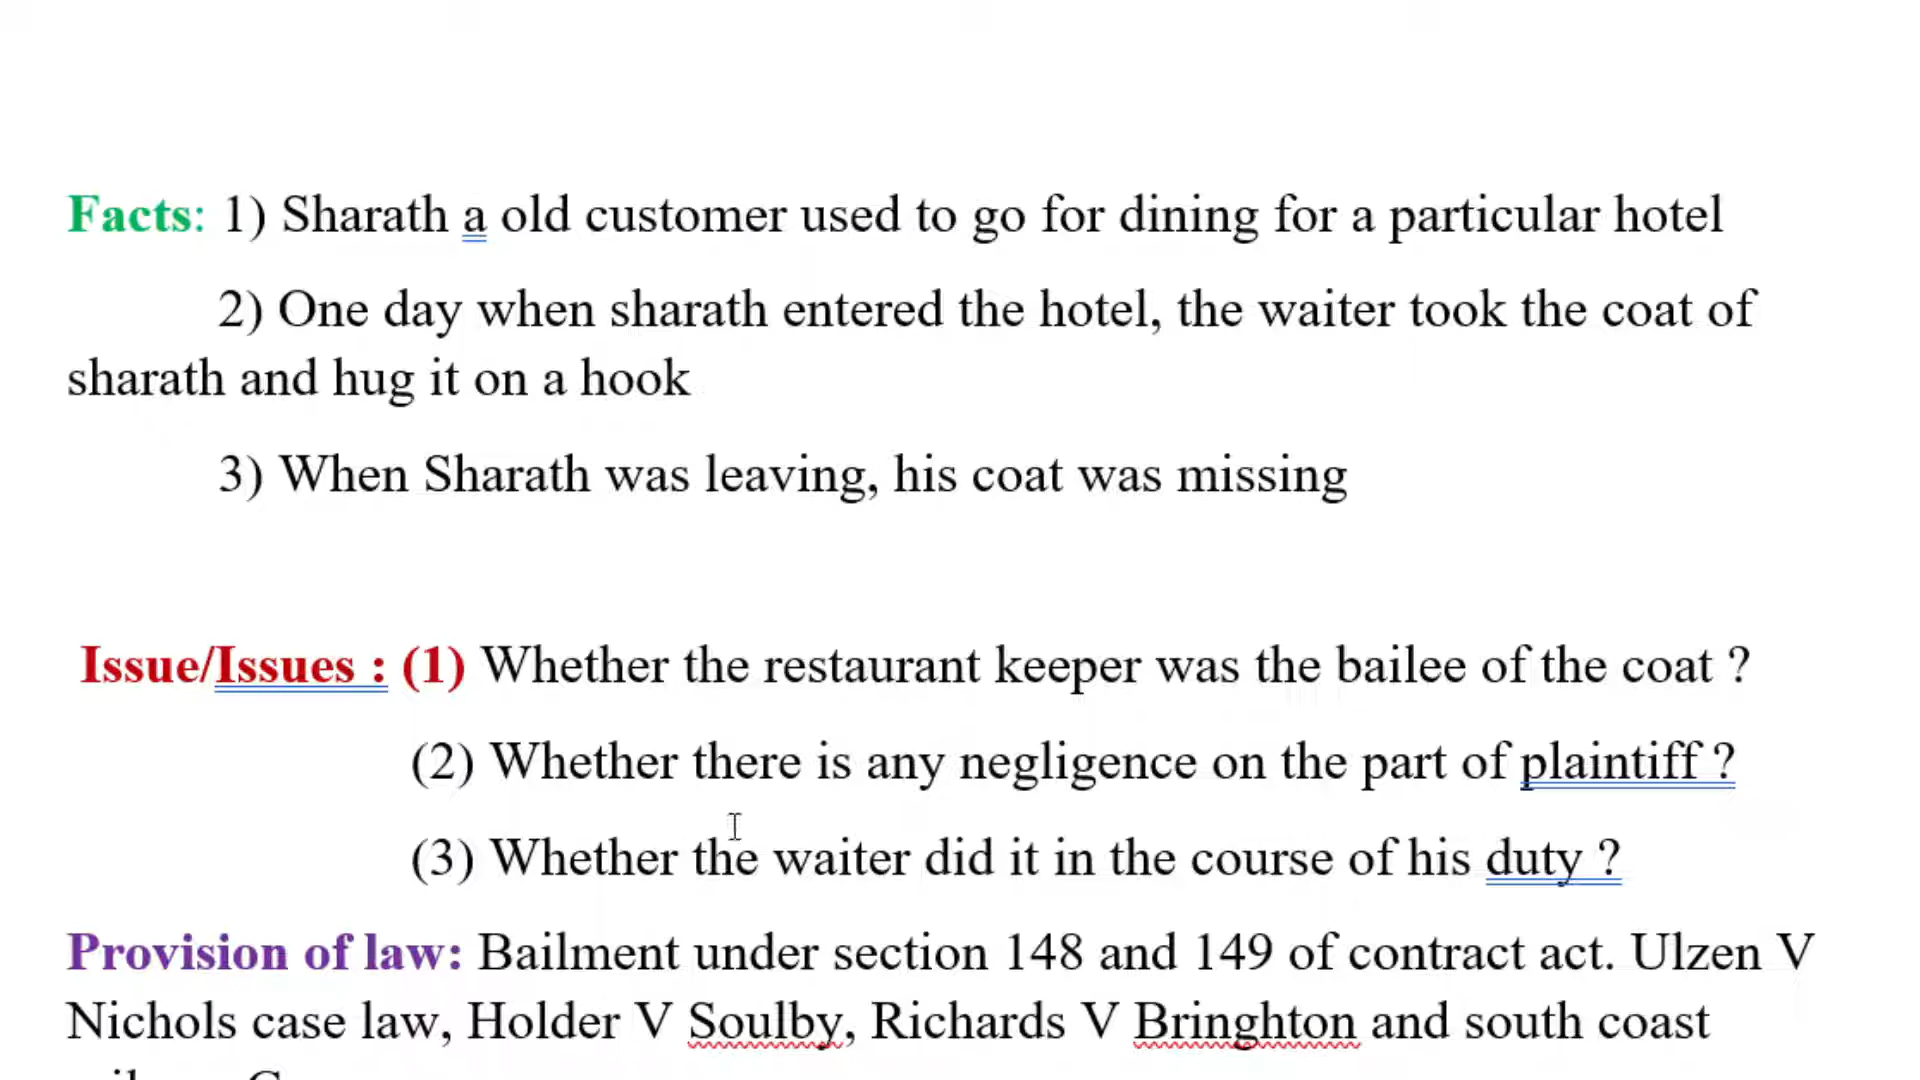 Facts: 1) Sharath a old customer used to go for dining for a particular hotel
2) One day when sharath entered the hotel, the waiter took the coat of
sharath and hug it on a hook
3) When Sharath was leaving, his coat was missing
Issue/Issues : (1) Whether the restaurant keeper was the bailee of the coat ?
(2) Whether there is any negligence on the part of plaintiff ?
(3) Whether the waiter did it in the course of his duty ?
Provision of law: Bailment under section 148 and 149 of contract act. Ulzen V
Nichols case law, Holder V Soulby, Richards V Bringhton and south coast